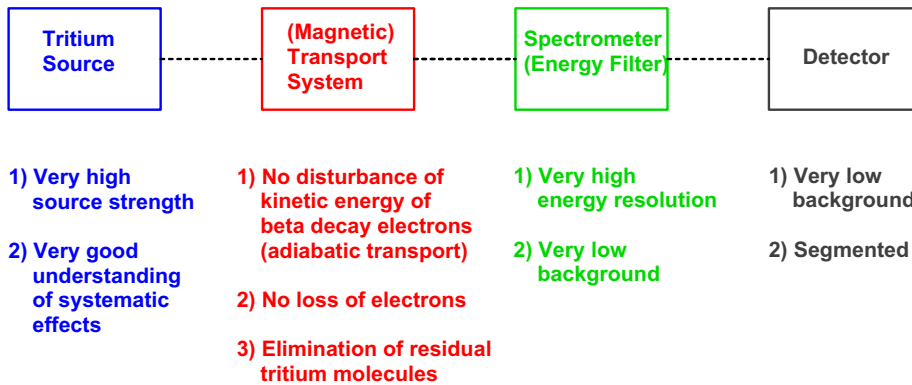 Tritium
Source
(Magnetic)
Transport
System
Spectrometer
(Energy Filter)
Detector
1) Very high
source strength
2) Very good
understanding
of systematic
effects
1) No disturbance of
kinetic energy of
beta decay electrons
(adiabatic transport)
2) No loss of electrons
3) Elimination of residual
tritium molecules
1) Very high
energy resolution
2) Very low
background
1) Very low
background
2) Segmented